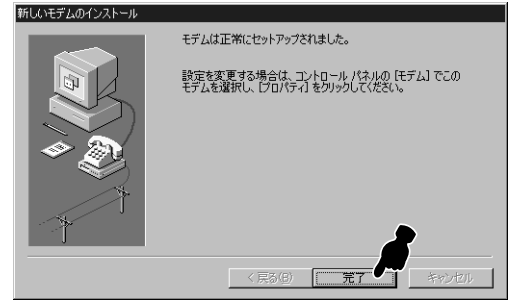 新しいモデムのインストール
モデムは正常にセットアップされました。
設定を変更する場合は、コントロール パネルの [モデム] でこの
モデムを選択し、[プロパティ] をクリックしてください。
< 戻る(B)
完了
キャンセル